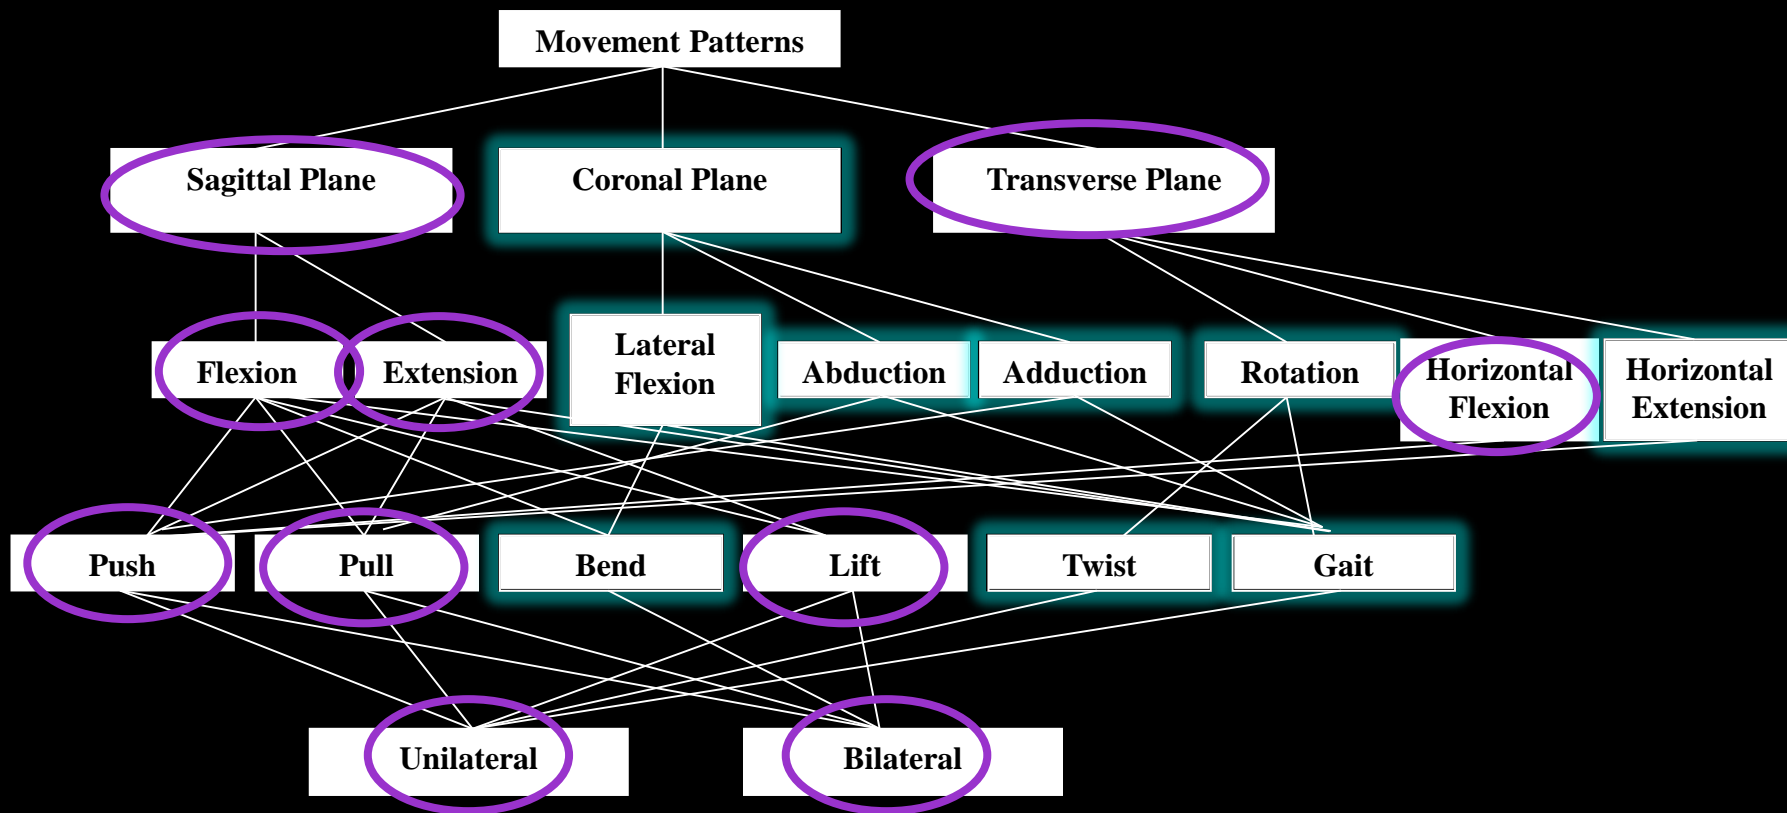 Movement Patterns
Sagittal Plane
Coronal Plane
Transverse Plane
Flexion
Extension
Lateral
Flexion
Abduction
Adduction
Rotation
Horizontal
Flexion
Horizontal
Extension
Push
Pull
Bend
Lift
Twist
Gait
Unilateral
Bilateral